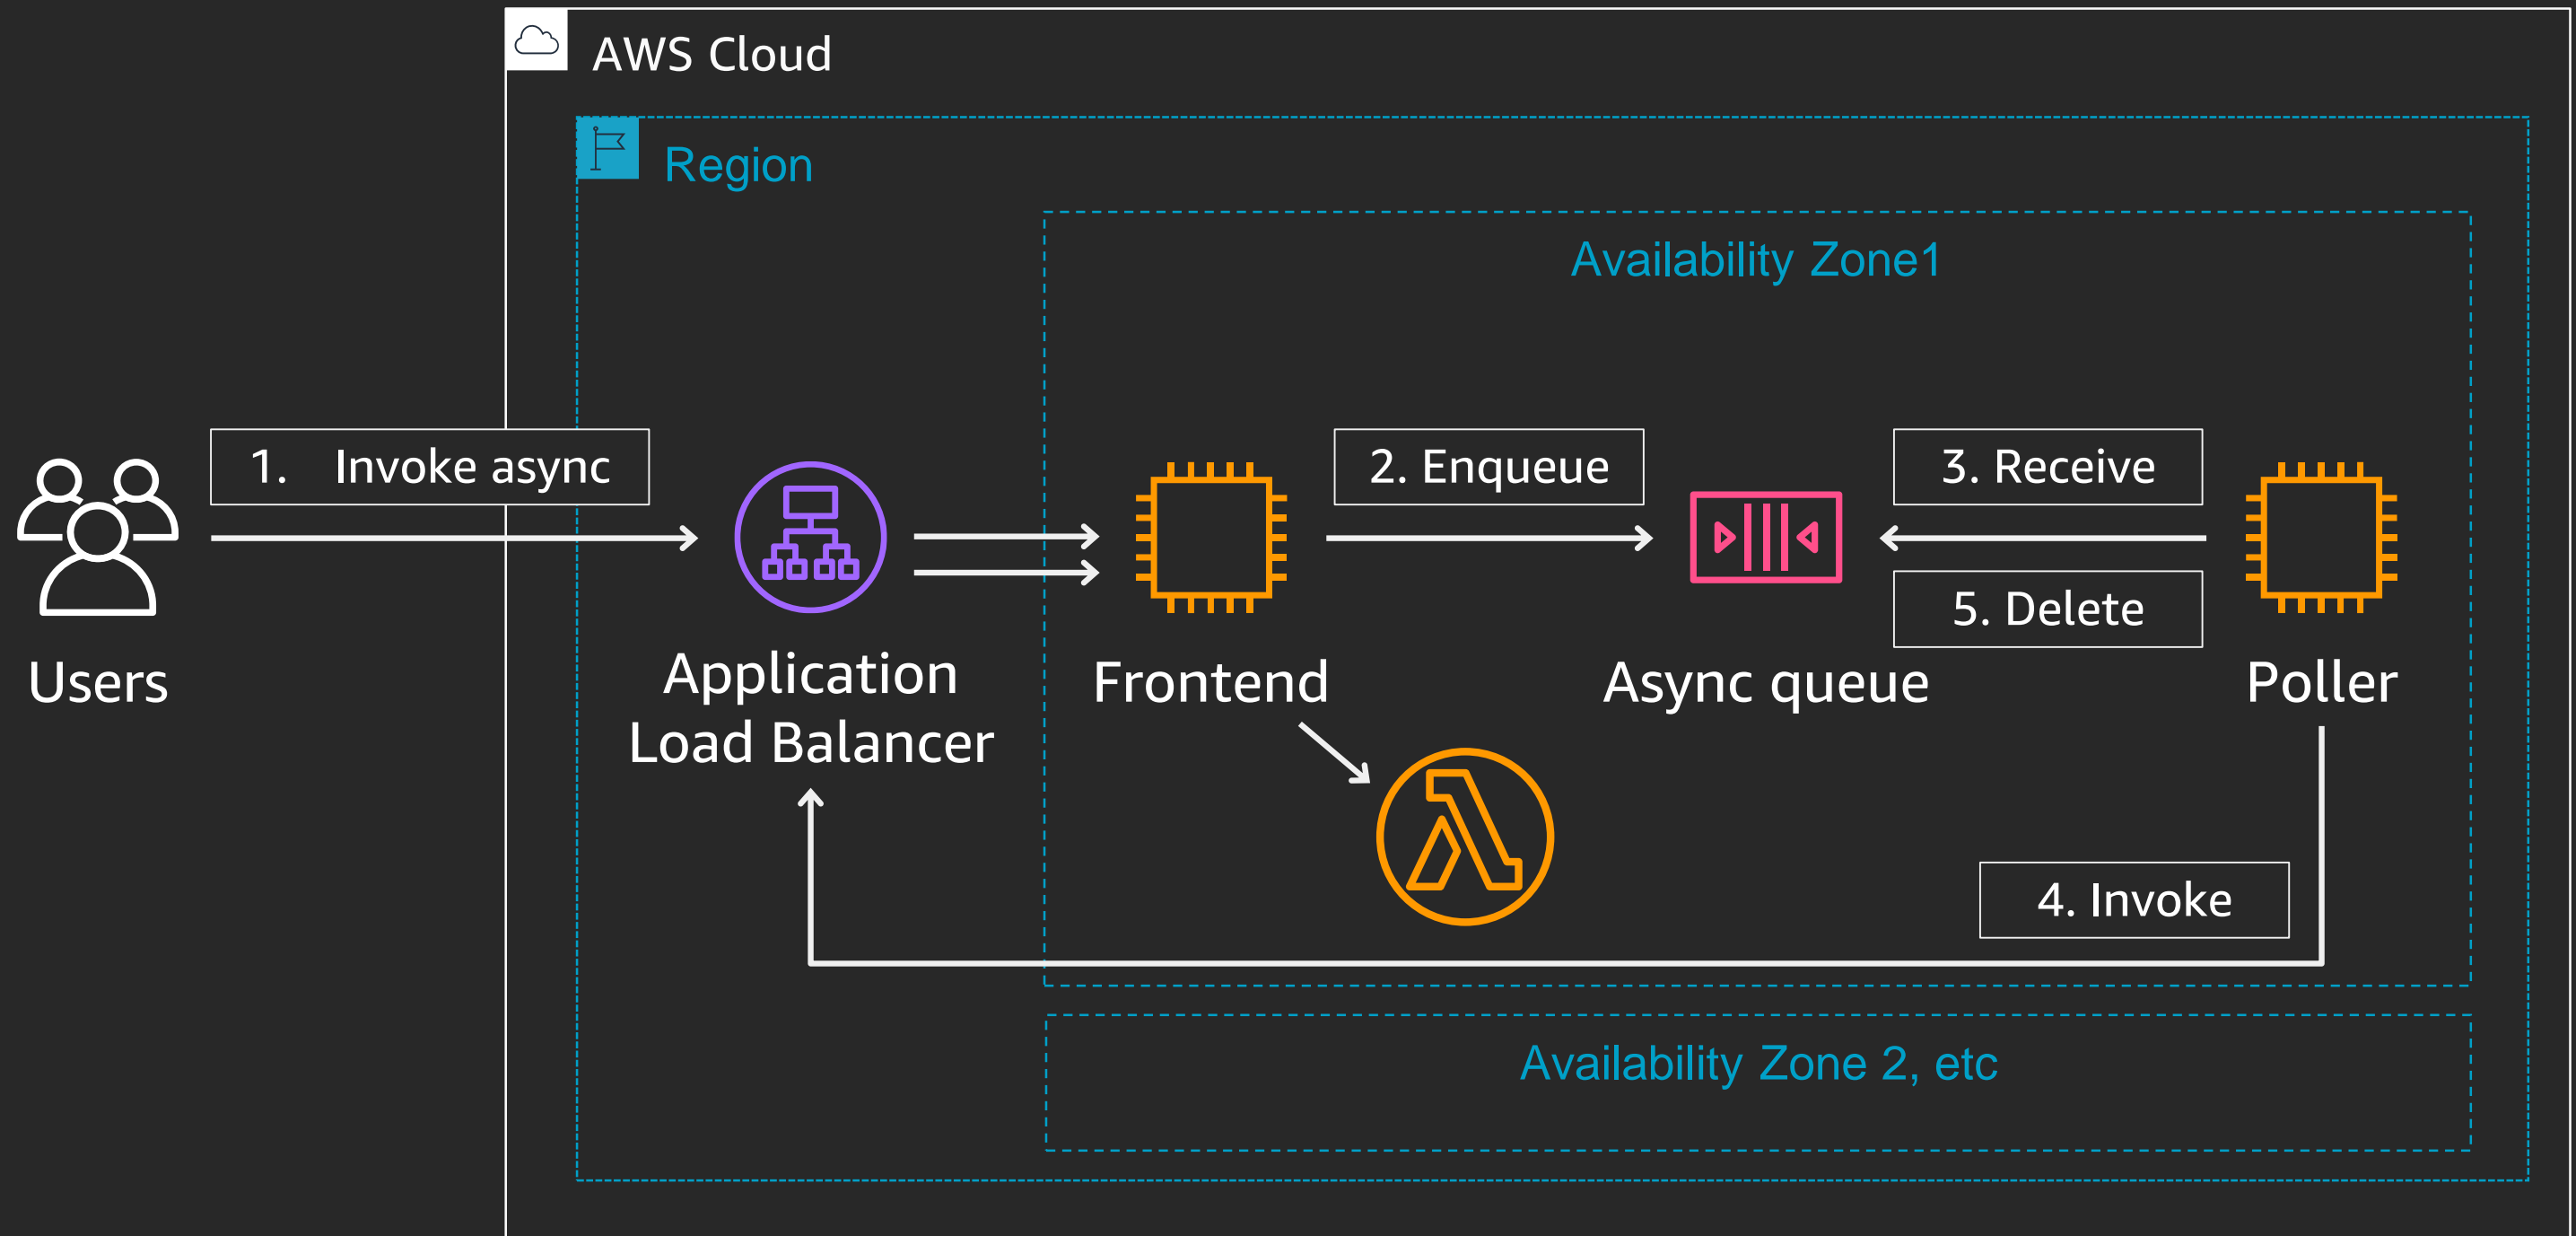 AWS Cloud
Region
Availability Zone1
1. Invoke async
2. Enqueue
3. Receive
5. Delete
Users
Application
Load Balancer
Frontend
Async queue
Poller
4. Invoke
Availability Zone 2, etc